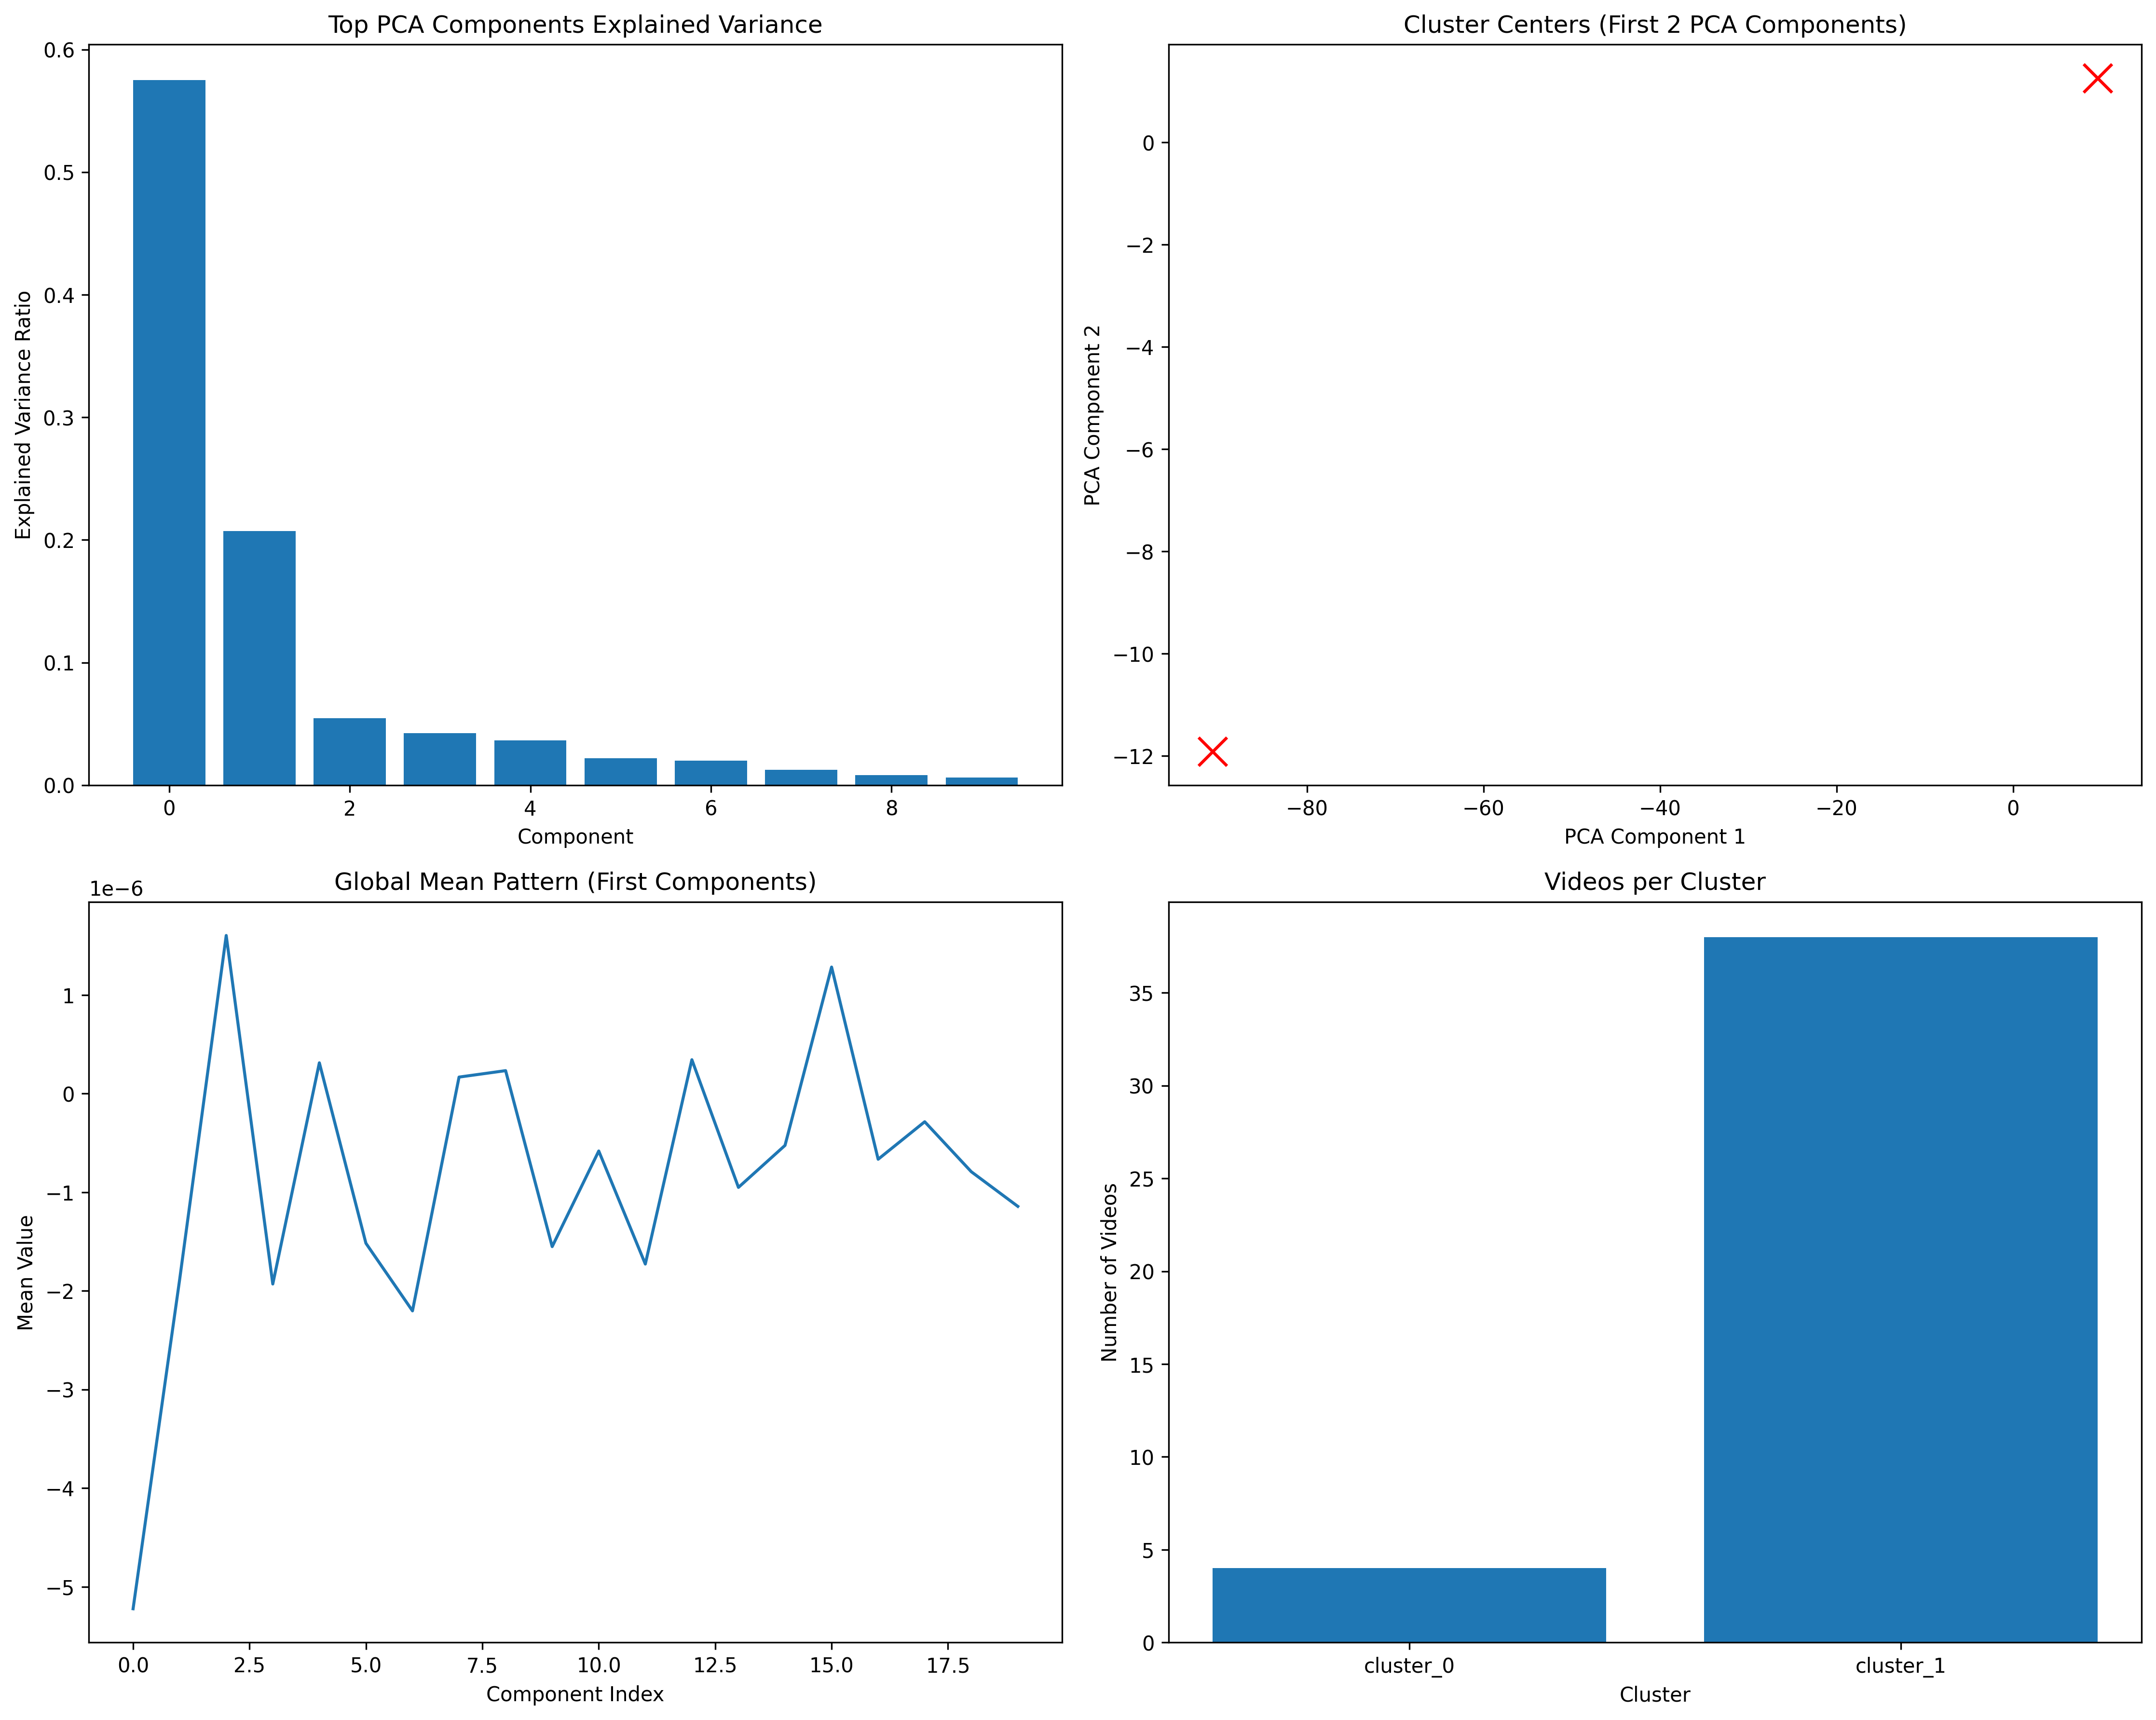 Top PCA Components Explained Variance
0.6
0.5
0.4
0.3
0.2
0.1
0.0
Explained Variance Ratio
0 2 4 6 8
Component
Cluster Centers (First 2 PCA Components)
0
−2
−4
−6
−8
−10
−12
PCA Component 2
−80 −60 −40 −20 0
PCA Component 1
Global Mean Pattern (First Components)
1e−6
1
0
−1
−2
−3
−4
−5
Mean Value
0.0 2.5 5.0 7.5 10.0 12.5 15.0 17.5
Component Index
Videos per Cluster
35
30
25
20
15
10
5
0
Number of Videos
cluster_0 cluster_1
Cluster